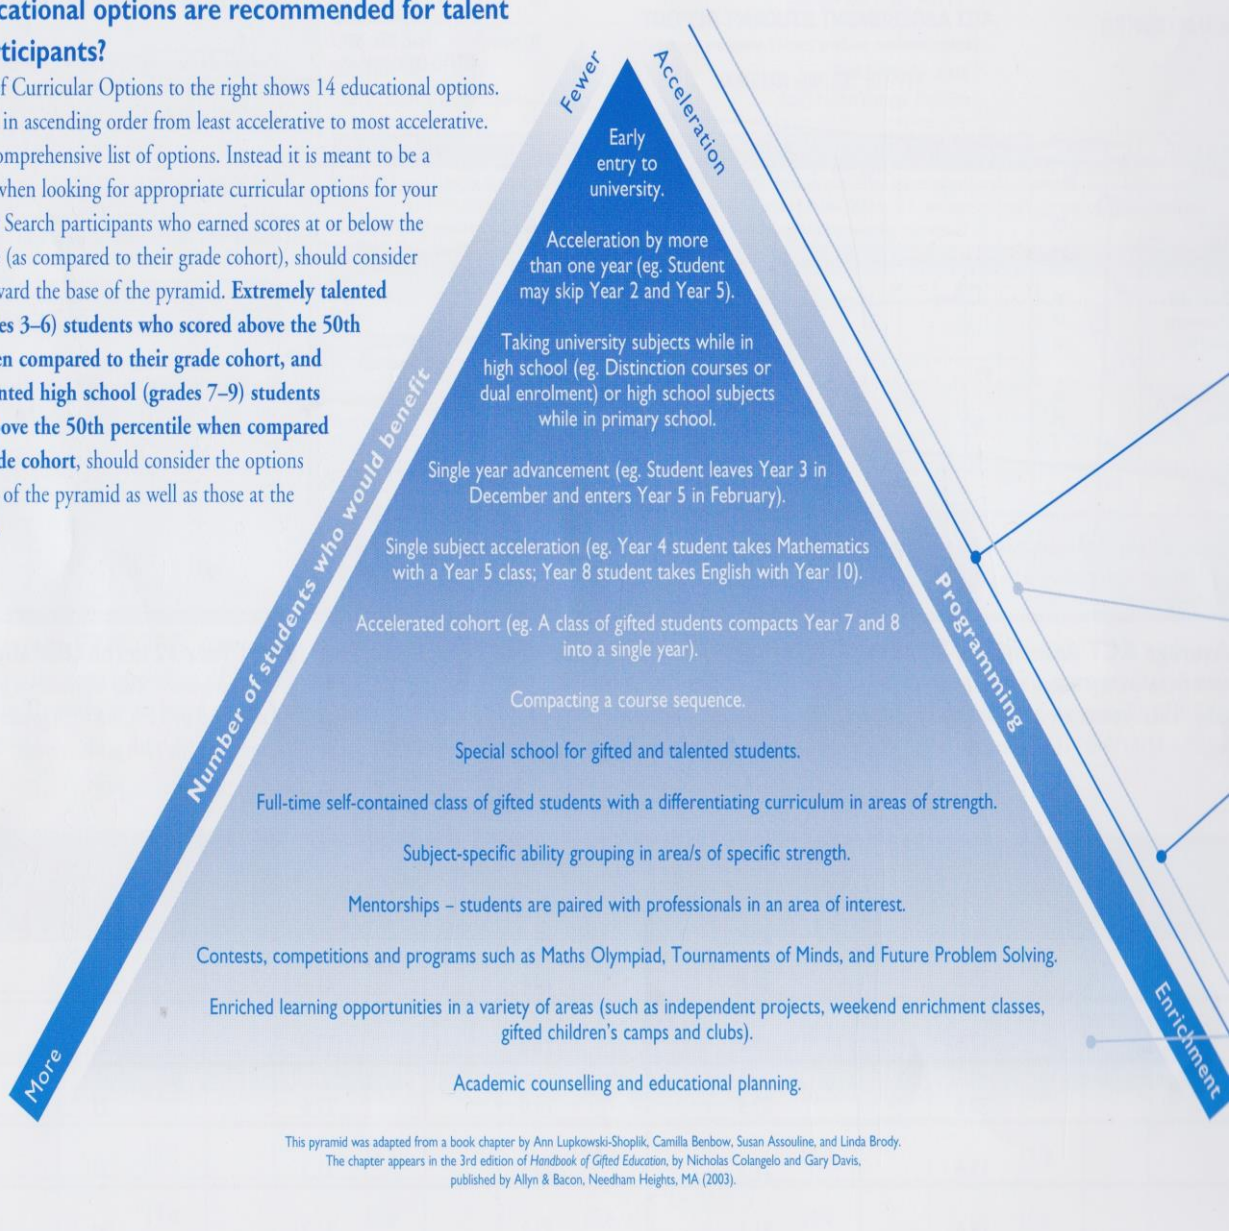 cational options are recommended for talent
ticipants?
f Curricular Options to the right shows 14 educational options.
in ascending order from least accelerative to most accelerative.
omprehensive list of options. Instead it is meant to be a
when looking for appropriate curricular options for your
Search participants who earned scores at or below the
(as compared to their grade cohort), should consider
ward the base of the pyramid. Extremely talented
es 3–6) students who scored above the 50th
en compared to their grade cohort, and
nted high school (grades 7–9) students
ove the 50th percentile when compared
de cohort, should consider the options
of the pyramid as well as those at the
Fewer
Number of students who would benefit
More
Acceleration
Programming
Enrichment
Early
entry to
university.
Acceleration by more
than one year (eg. Student
may skip Year 2 and Year 5).
Taking university subjects while in
high school (eg. Distinction courses or
dual enrolment) or high school subjects
while in primary school.
Single year advancement (eg. Student leaves Year 3 in
December and enters Year 5 in February).
Single subject acceleration (eg. Year 4 student takes Mathematics
with a Year 5 class; Year 8 student takes English with Year 10).
Accelerated cohort (eg. A class of gifted students compacts Year 7 and 8
into a single year).
Compacting a course sequence.
Special school for gifted and talented students.
Full-time self-contained class of gifted students with a differentiating curriculum in areas of strength.
Subject-specific ability grouping in area/s of specific strength.
Mentorships – students are paired with professionals in an area of interest.
Contests, competitions and programs such as Maths Olympiad, Tournaments of Minds, and Future Problem Solving.
Enriched learning opportunities in a variety of areas (such as independent projects, weekend enrichment classes,
gifted children's camps and clubs).
Academic counselling and educational planning.
This pyramid was adapted from a book chapter by Ann Lupkowski-Shoplik, Camilla Benbow, Susan Assouline, and Linda Brody.
The chapter appears in the 3rd edition of Handbook of Gifted Education, by Nicholas Colangelo and Gary Davis,
published by Allyn & Bacon, Needham Heights, MA (2003).